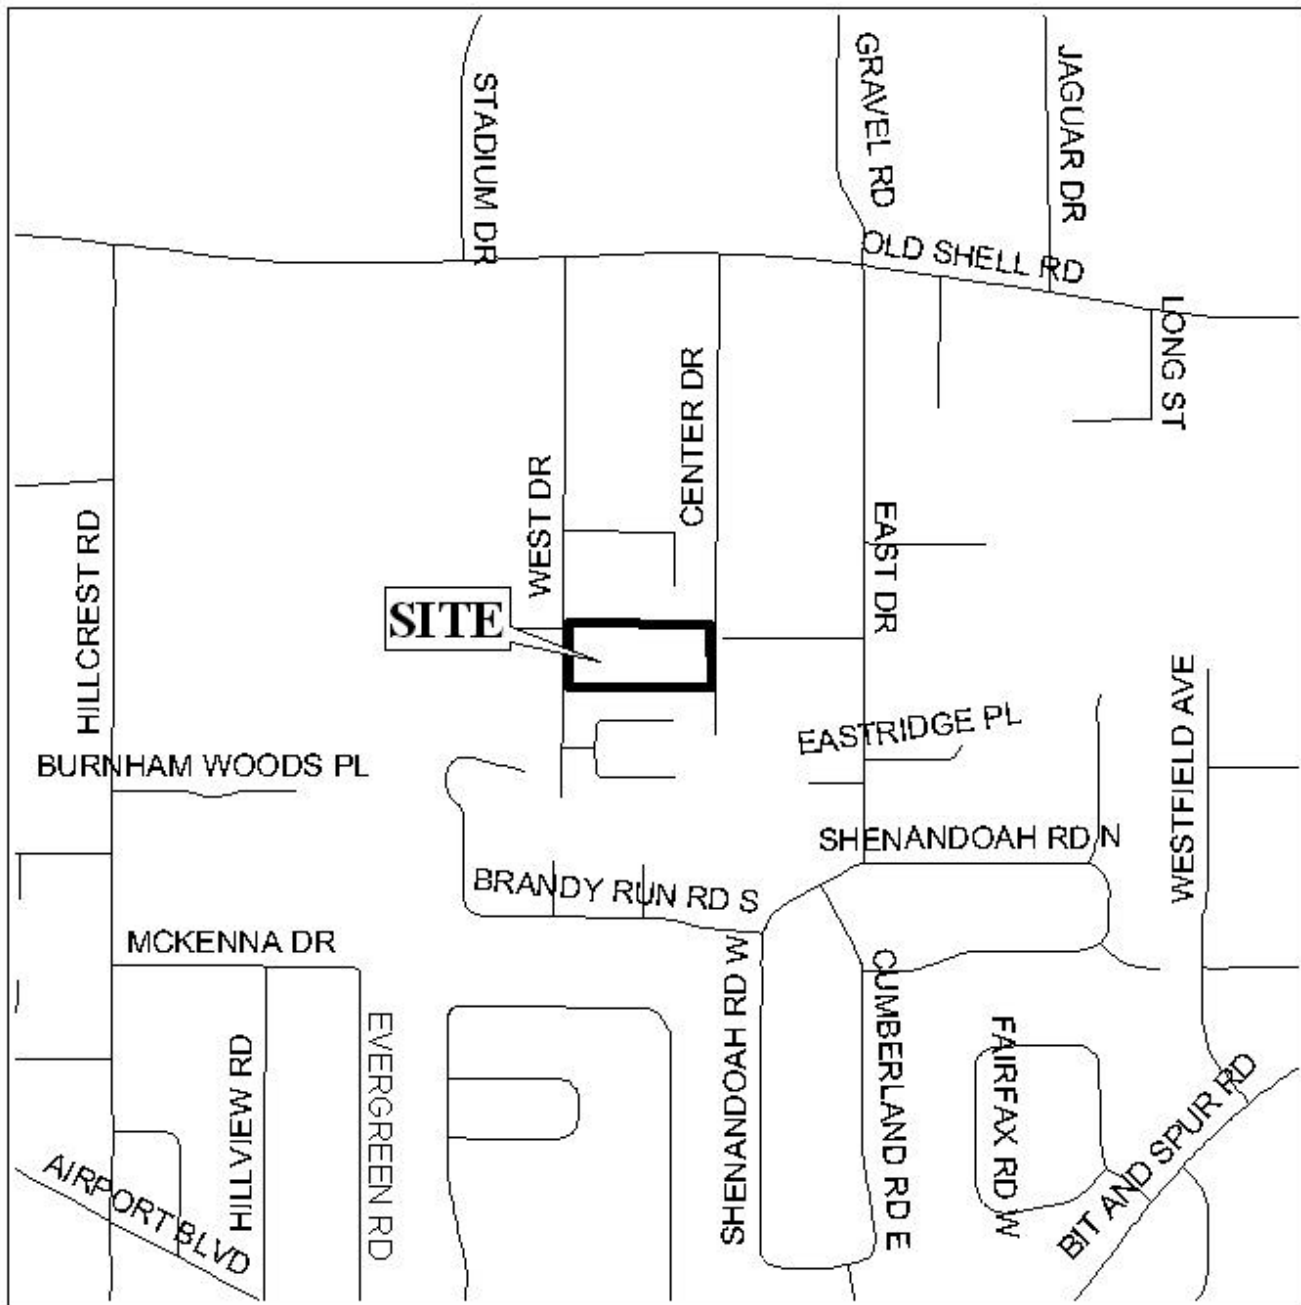 STADIUM DR
GRAVEL RD
JAGUAR DR
OLD SHELL RD
LONG ST
CENTER DR
WEST DR
HILLCREST RD
EAST DR
SITE
WESTFIELD AVE
EASTRIDGE PL
BURNHAM WOODS PL
SHENANDOAH RD N
BRANDY RUN RD S
MCKENNA DR
SHENANDOAH RD W
CUMBERLAND RD E
EVERGREEN RD
HILLVIEW RD
FAIRFAX RD W
BIT AND SPUR RD
AIRPORT BLVD